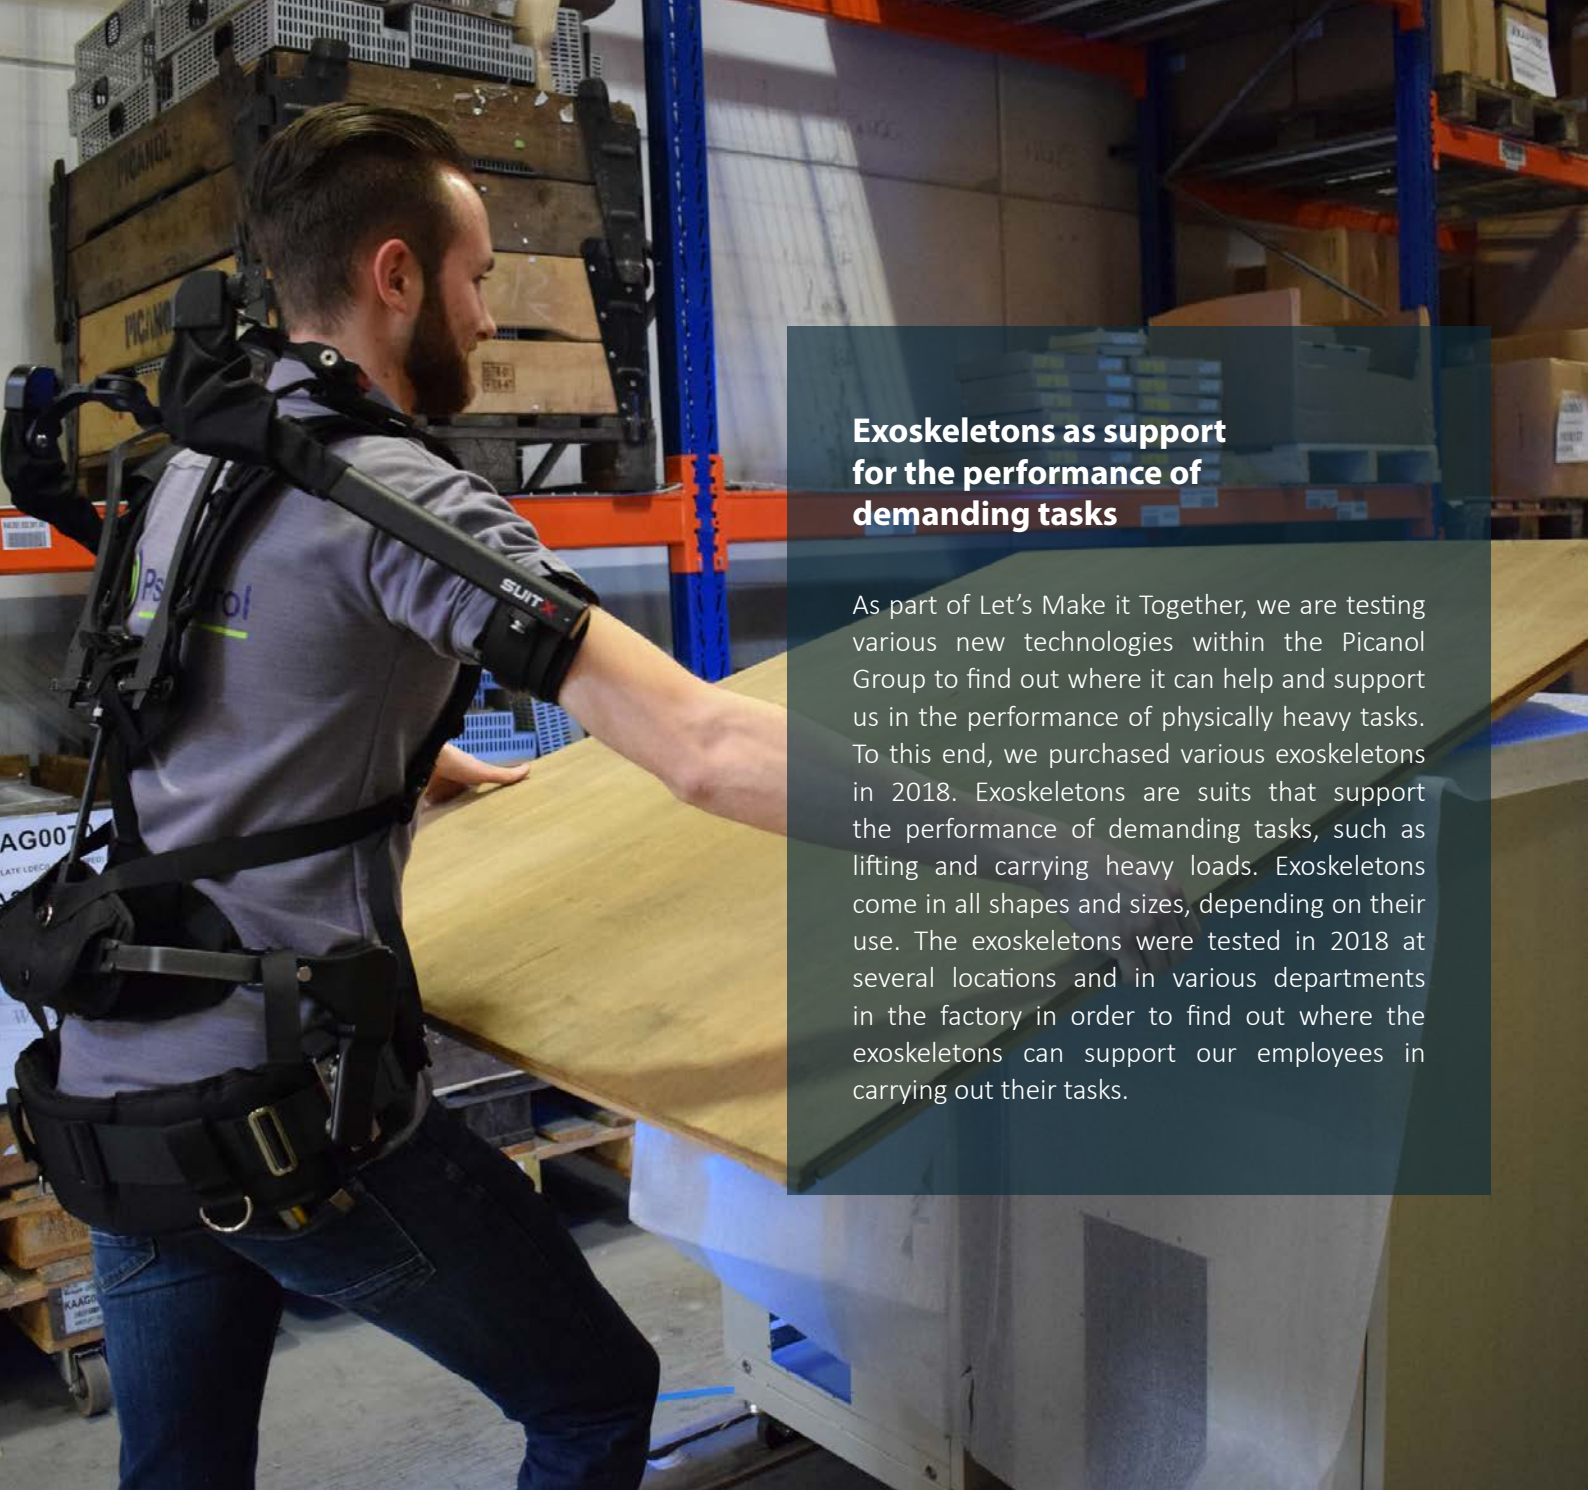 PICANOL
SUITX
AG0070
Exoskeletons as support
for the performance of
demanding tasks
As part of Let’s Make it Together, we are testing
various new technologies within the Picanol
Group to find out where it can help and support
us in the performance of physically heavy tasks.
To this end, we purchased various exoskeletons
in 2018. Exoskeletons are suits that support
the performance of demanding tasks, such as
lifting and carrying heavy loads. Exoskeletons
come in all shapes and sizes, depending on their
use. The exoskeletons were tested in 2018 at
several locations and in various departments
in the factory in order to find out where the
exoskeletons can support our employees in
carrying out their tasks.